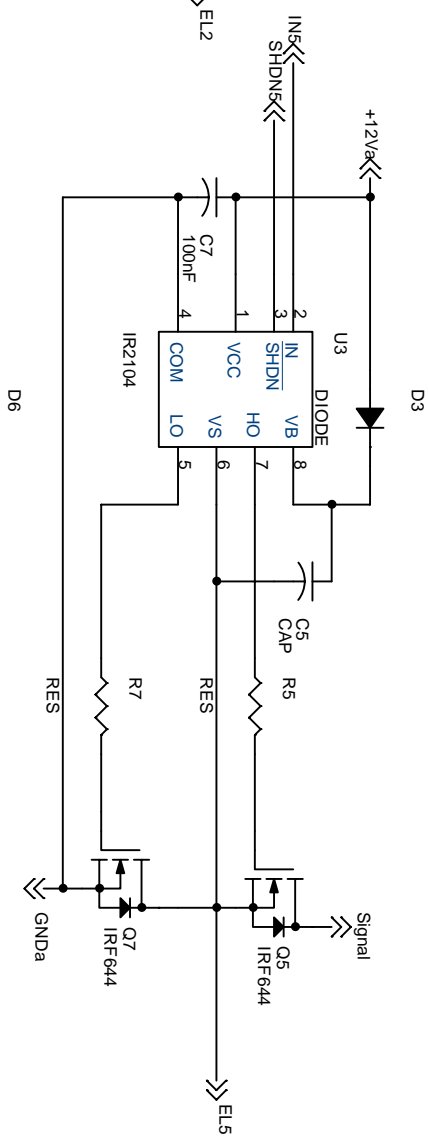 EL2
IN5
SHDN5
+12Va
C7
100nF
4
1
3
2
U3
IR2104
COM
VCC
SHDN
IN
LO
VS
HO
VB
DIODE
D3
D6
5
6
7
8
C5
CAP
R7
RES
R5
RES
Q7
IRF644
Q5
IRF644
GNDa
Signal
EL5